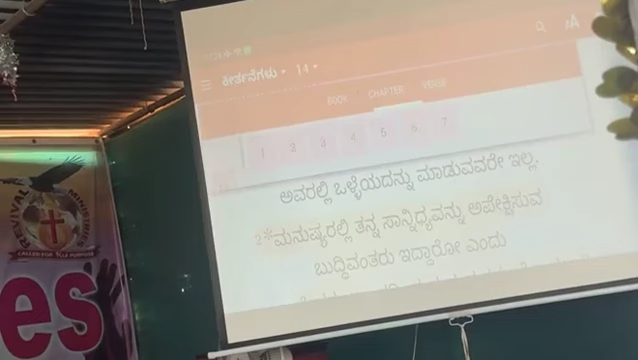 ಕೀರ್ತನೆಗಳು 14
BOOK CHAPTER VERSE
1 2 3 4 5 6 7
ಅವರಲ್ಲಿ ಒಳ್ಳೆಯದನ್ನು ಮಾಡುವವರೇ ಇಲ್ಲ.
2 * ಮನುಷ್ಯರಲ್ಲಿ ತನ್ನ ಸಾನ್ನಿಧ್ಯವನ್ನು ಅಪೇಕ್ಷಿಸುವ
ಬುದ್ಧಿವಂತರು ಇದ್ದಾರೋ ಎಂದು
REVIVAL MINISTRIES
es